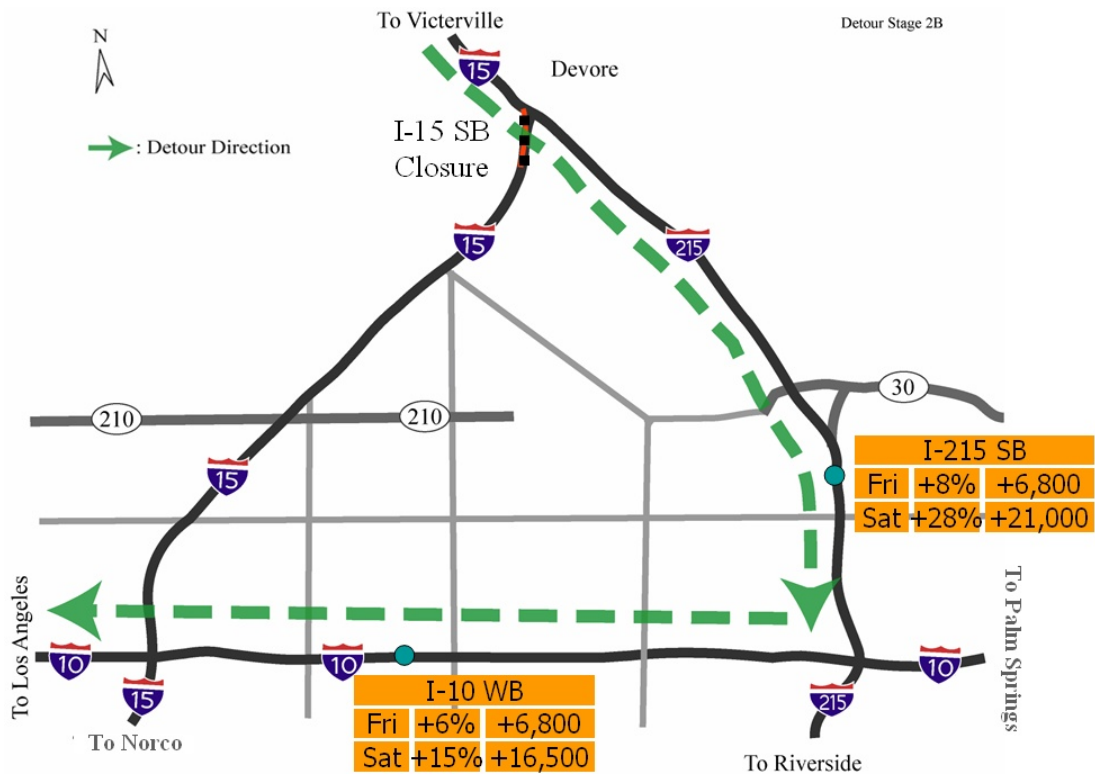 To Victerville
Detour Stage 2B
N
15
Devore
I-15 SB
Closure
: Detour Direction
15
215
30
210
210
15
I-215 SB
Fri +8% +6,800
Sat +28% +21,000
To Los Angeles
To Palm Springs
10
10
10
15
I-10 WB
Fri +6% +6,800
Sat +15% +16,500
215
To Norco
To Riverside